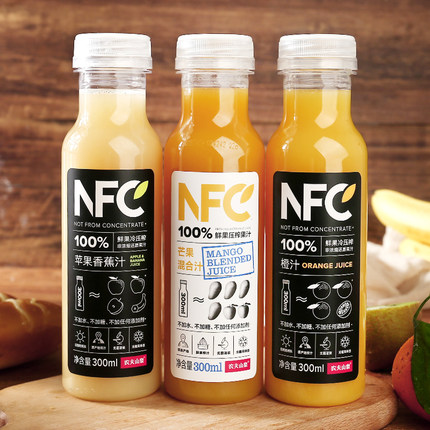 NFC
NOT FROM CONCENTRATE
100%
鲜果冷压榨
苹果香蕉汁
APPLE &
BANANA
JUICE
300ml
不加水、不加糖、不加任何添加剂
净含量300ml
农夫山泉
NFC
100%
鲜果压榨果汁
芒果
混合汁
MANGO
BLENDED
JUICE
300ml
不加水、不加糖、不加任何添加剂
净含量300ml
农夫山泉
NFC
NOT FROM CONCENTRATE
100%
鲜果冷压榨
橙汁
ORANGE JUICE
300ml
不加水、不加糖、不加任何添加剂
净含量300ml
农夫山泉